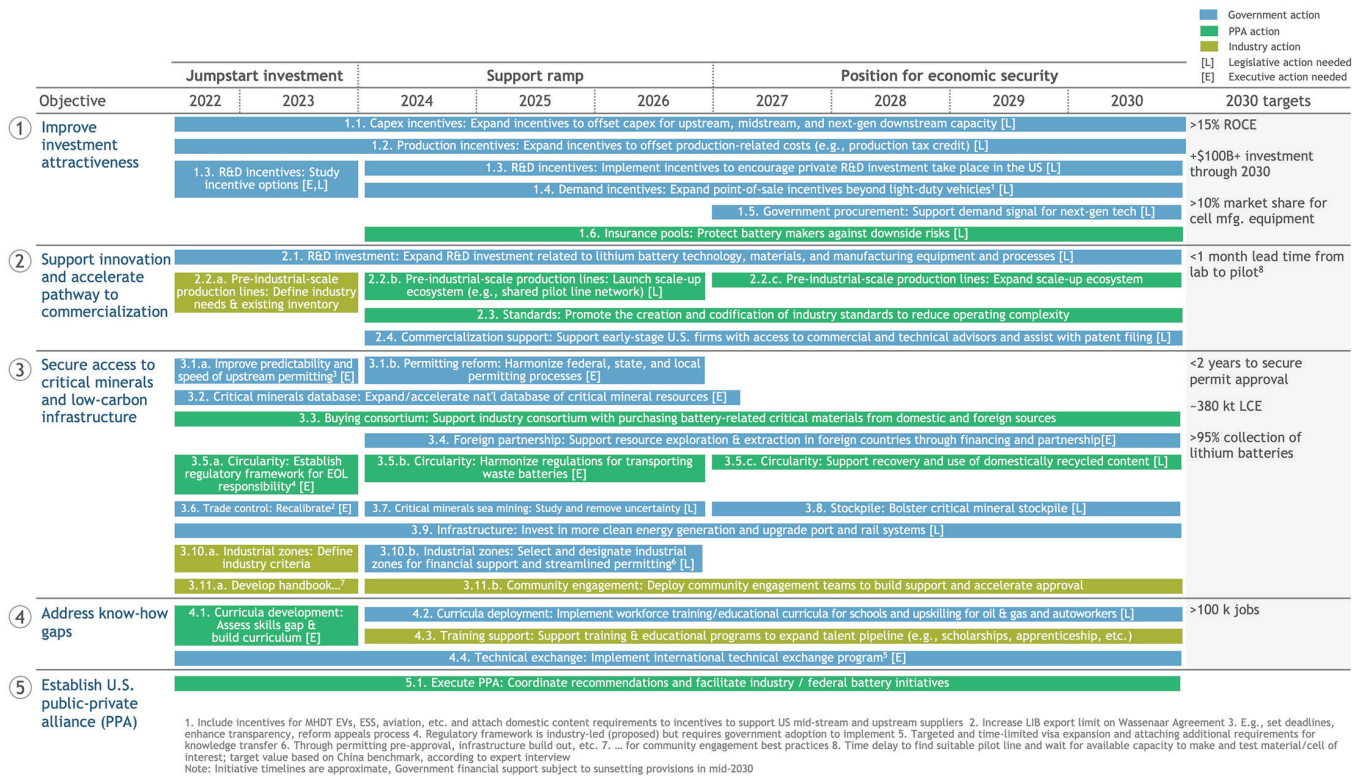 Government action
PPA action
Industry action
[L] Legislative action needed
[E] Executive action needed
Jumpstart investment
Support ramp
Position for economic security
Objective
2022
2023
2024
2025
2026
2027
2028
2029
2030
2030 targets
1
Improve
investment
attractiveness
1.1. Capex incentives: Expand incentives to offset capex for upstream, midstream, and next-gen downstream capacity [L]
1.2. Production incentives: Expand incentives to offset production-related costs (e.g., production tax credit) [L]
1.3. R&D incentives: Study
incentive options [E,L]
1.3. R&D incentives: Implement incentives to encourage private R&D investment take place in the US [L]
1.4. Demand incentives: Expand point-of-sale incentives beyond light-duty vehicles¹ [L]
1.5. Government procurement: Support demand signal for next-gen tech [L]
1.6. Insurance pools: Protect battery makers against downside risks [L]
>15% ROCE
+$100B+ investment
through 2030
>10% market share for
cell mfg. equipment
2
Support innovation
and accelerate
pathway to
commercialization
2.1. R&D investment: Expand R&D investment related to lithium battery technology, materials, and manufacturing equipment and processes [L]
2.2.a. Pre-industrial-scale
production lines: Define industry
needs & existing inventory
2.2.b. Pre-industrial-scale production lines: Launch scale-up
ecosystem (e.g., shared pilot line network) [L]
2.2.c. Pre-industrial-scale production lines: Expand scale-up ecosystem
2.3. Standards: Promote the creation and codification of industry standards to reduce operating complexity
2.4. Commercialization support: Support early-stage U.S. firms with access to commercial and technical advisors and assist with patent filing [L]
<1 month lead time from
lab to pilot⁸
3
Secure access to
critical minerals
and low-carbon
infrastructure
3.1.a. Improve predictability and
speed of upstream permitting³ [E]
3.1.b. Permitting reform: Harmonize federal, state, and local
permitting processes [E]
3.2. Critical minerals database: Expand/accelerate nat'l database of critical mineral resources [E]
3.3. Buying consortium: Support industry consortium with purchasing battery-related critical materials from domestic and foreign sources
3.4. Foreign partnership: Support resource exploration & extraction in foreign countries through financing and partnership[E]
3.5.a. Circularity: Establish
regulatory framework for EOL
responsibility⁴ [E]
3.5.b. Circularity: Harmonize regulations for transporting
waste batteries [E]
3.5.c. Circularity: Support recovery and use of domestically recycled content [L]
3.6. Trade control: Recalibrate² [E]
3.7. Critical minerals sea mining: Study and remove uncertainty [L]
3.8. Stockpile: Bolster critical mineral stockpile [L]
3.9. Infrastructure: Invest in more clean energy generation and upgrade port and rail systems [L]
3.10.a. Industrial zones: Define
industry criteria
3.10.b. Industrial zones: Select and designate industrial
zones for financial support and streamlined permitting⁶ [L]
3.11.a. Develop handbook…⁷
3.11.b. Community engagement: Deploy community engagement teams to build support and accelerate approval
<2 years to secure
permit approval
~380 kt LCE
>95% collection of
lithium batteries
4
Address know-how
gaps
4.1. Curricula development:
Assess skills gap &
build curriculum [E]
4.2. Curricula deployment: Implement workforce training/educational curricula for schools and upskilling for oil & gas and autoworkers [L]
4.3. Training support: Support training & educational programs to expand talent pipeline (e.g., scholarships, apprenticeship, etc.)
4.4. Technical exchange: Implement international technical exchange program⁵ [E]
>100 k jobs
5
Establish U.S.
public-private
alliance (PPA)
5.1. Execute PPA: Coordinate recommendations and facilitate industry / federal battery initiatives
1. Include incentives for MHDT EVs, ESS, aviation, etc. and attach domestic content requirements to incentives to support US mid-stream and upstream suppliers 2. Increase LIB export limit on Wassenaar Agreement 3. E.g., set deadlines,
enhance transparency, reform appeals process 4. Regulatory framework is industry-led (proposed) but requires government adoption to implement 5. Targeted and time-limited visa expansion and attaching additional requirements for
knowledge transfer 6. Through permitting pre-approval, infrastructure build out, etc. 7. … for community engagement best practices 8. Time delay to find suitable pilot line and wait for available capacity to make and test material/cell of
interest; target value based on China benchmark, according to expert interview
Note: Initiative timelines are approximate, Government financial support subject to sunsetting provisions in mid-2030